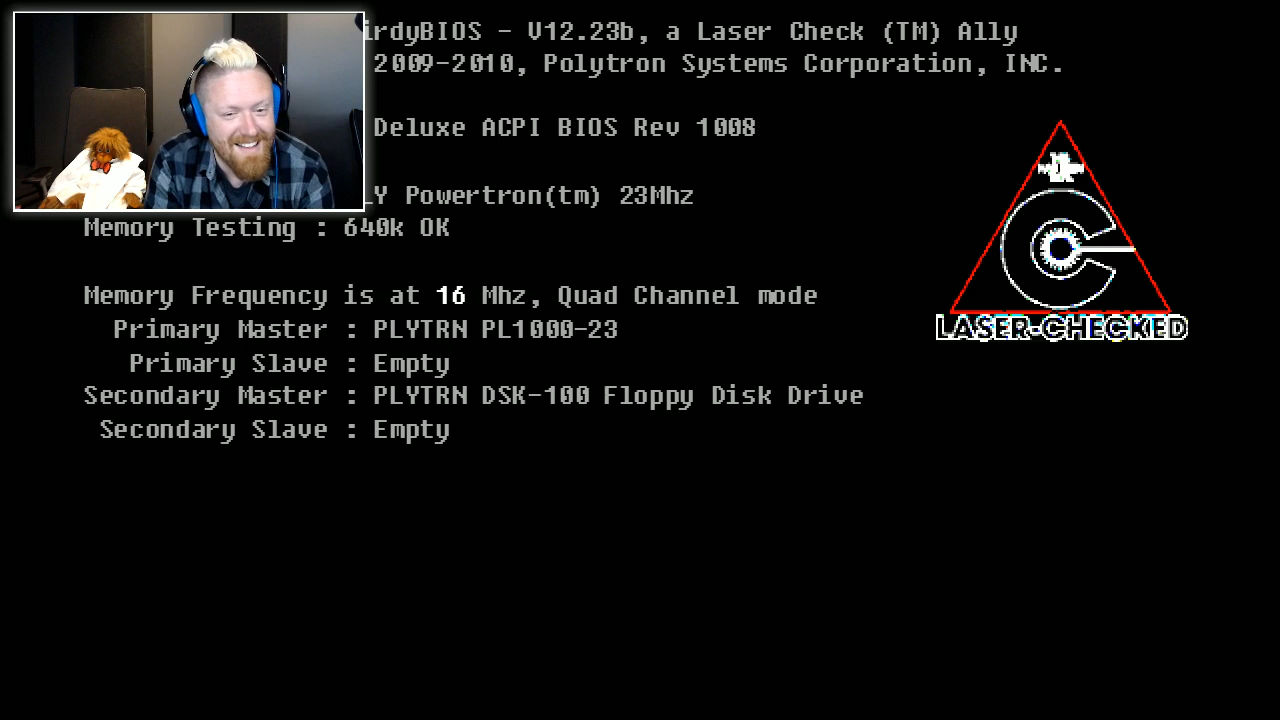 irdyBIOS - V12.23b, a Laser Check (TM) Ally
2009-2010, Polytron Systems Corporation, INC.
Deluxe ACPI BIOS Rev 1008
LY Powertron(tm) 23Mhz
Memory Testing : 640k OK
Memory Frequency is at 16 Mhz, Quad Channel mode
Primary Master : PLYTRN PL1000-23
Primary Slave : Empty
Secondary Master : PLYTRN DSK-100 Floppy Disk Drive
Secondary Slave : Empty
LASER-CHECKED